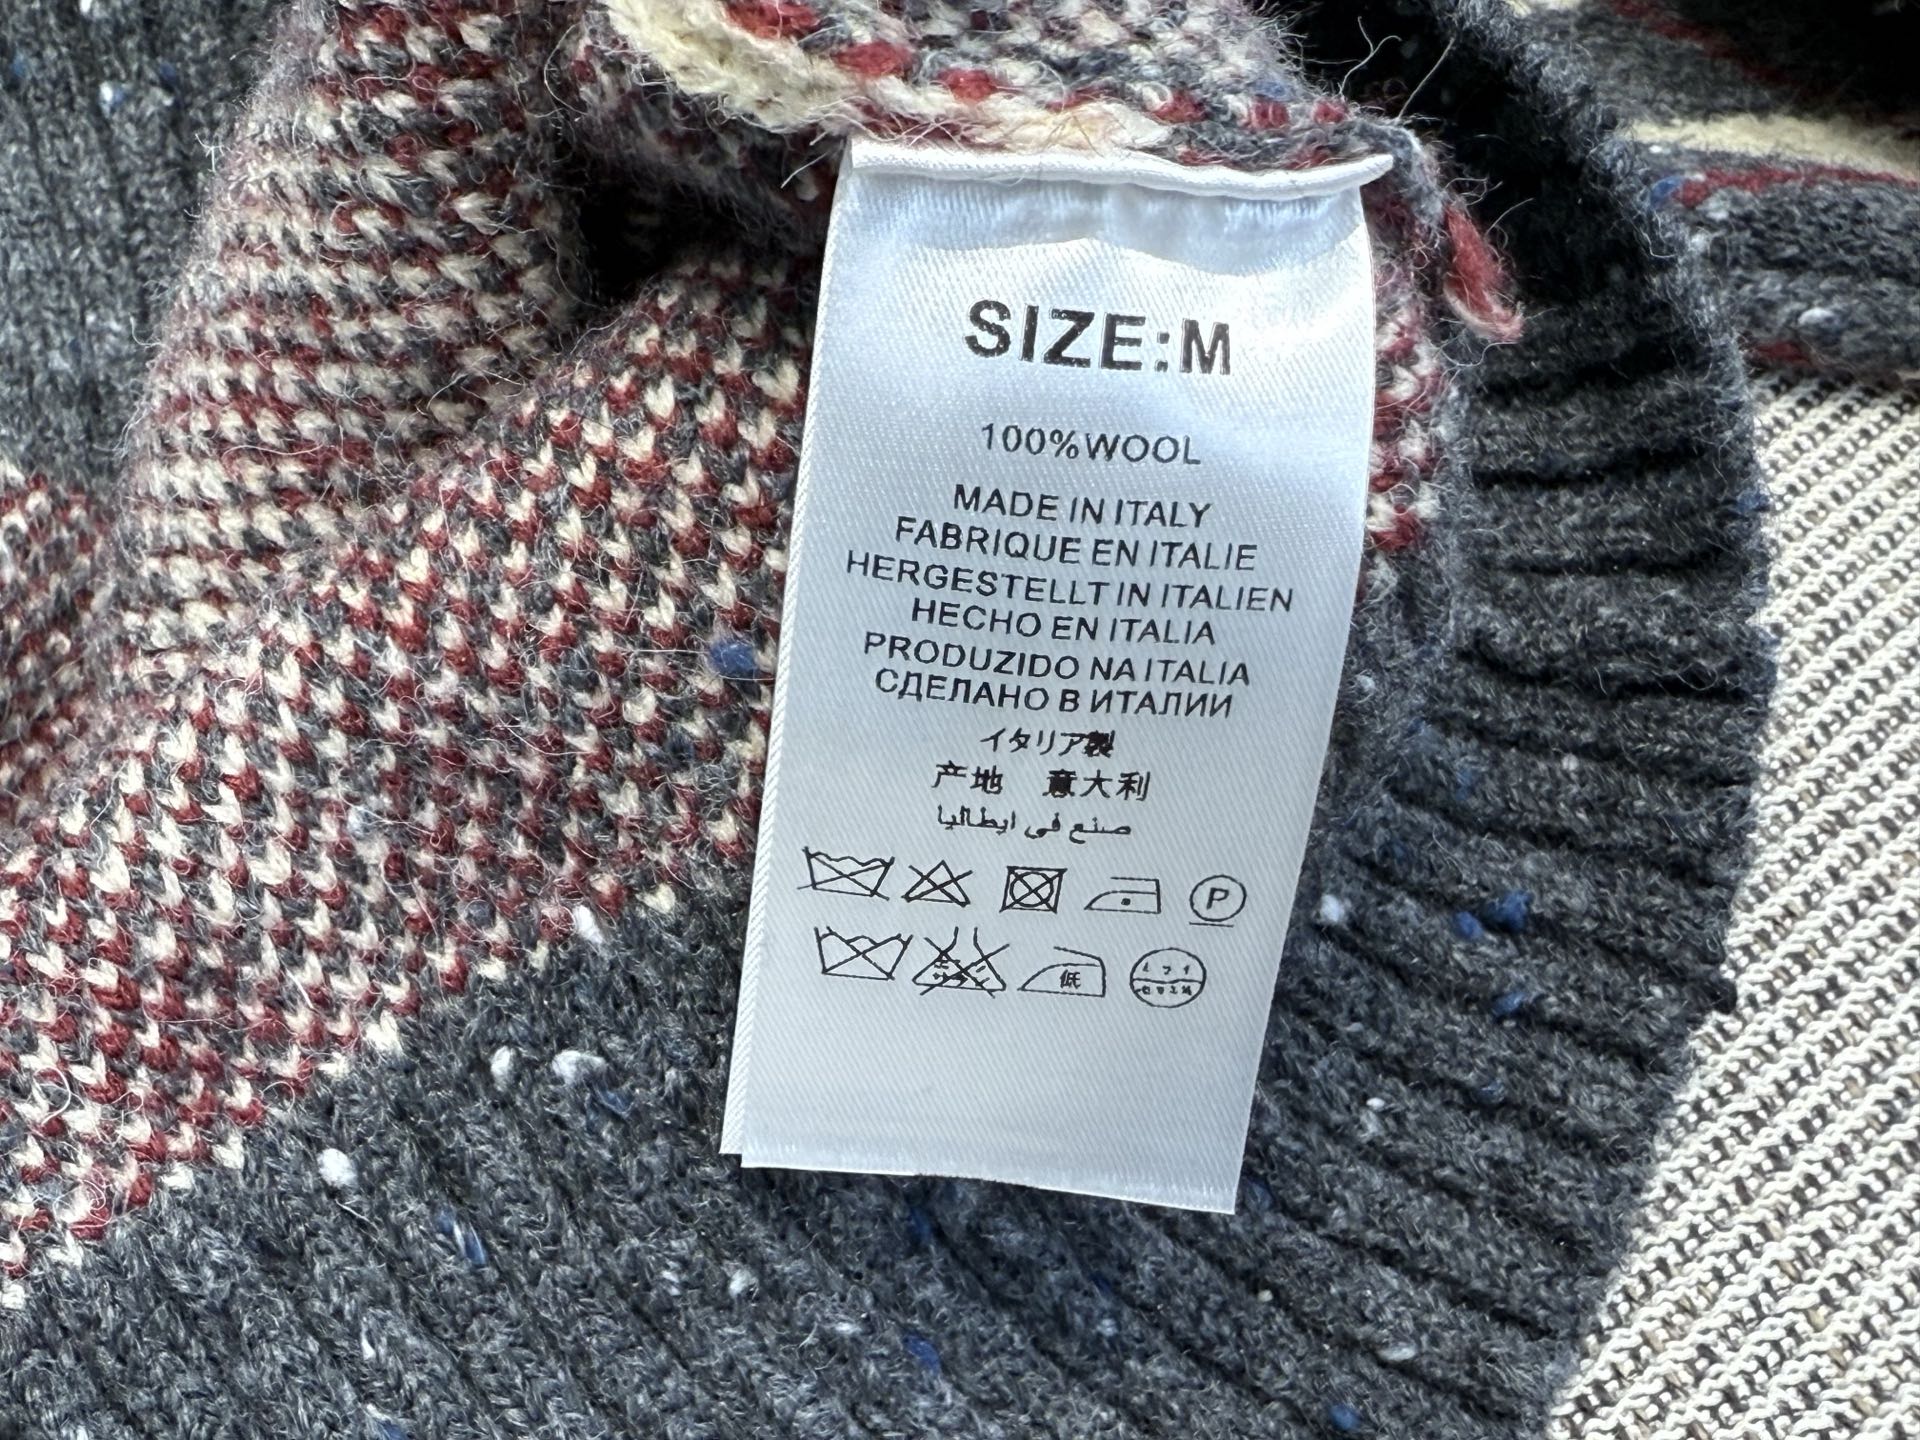 SIZE:M
100%WOOL
MADE IN ITALY
FABRIQUE EN ITALIE
HERGESTELLT IN ITALIEN
HECHO EN ITALIA
PRODUZIDO NA ITALIA
СДЕЛАНО В ИТАЛИИ
イタリア製
产地 意大利
صنع في ايطاليا
P
低